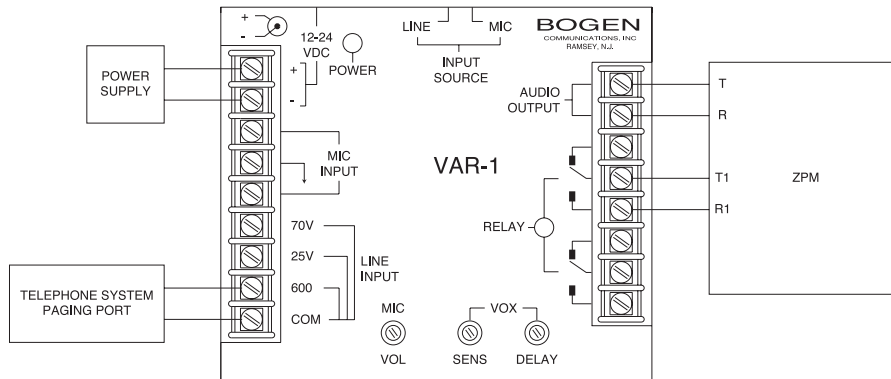 +
-
12-24
VDC
POWER
LINE
MIC
INPUT
SOURCE
BOGEN
COMMUNICATIONS, INC
RAMSEY, N.J.
POWER
SUPPLY
+
-
MIC
INPUT
70V
25V
600
COM
LINE
INPUT
TELEPHONE SYSTEM
PAGING PORT
VAR-1
MIC
VOL
VOX
SENS
DELAY
AUDIO
OUTPUT
RELAY
T
R
T1
R1
ZPM